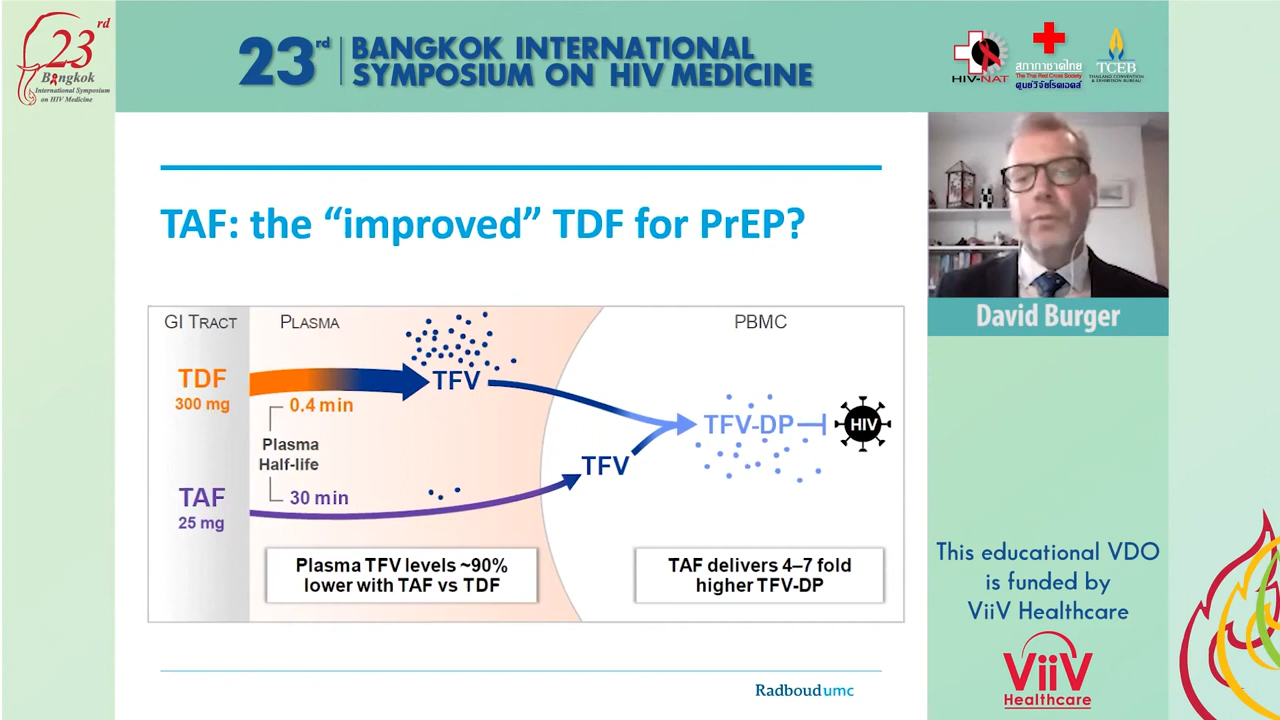 23rd
Bangkok
International Symposium
on HIV Medicine
23rd
BANGKOK INTERNATIONAL
SYMPOSIUM ON HIV MEDICINE
HIV-NAT
สภากาชาดไทย
The Thai Red Cross Society
ศูนย์วิจัยโรคเอดส์
TCEB
THAILAND CONVENTION
& EXHIBITION BUREAU
TAF: the “improved” TDF for PrEP?
David Burger
GI TRACT
PLASMA
PBMC
TDF
300 mg
TFV
0.4 min
Plasma
Half-life
TFV-DP
HIV
TFV
TAF
25 mg
30 min
Plasma TFV levels ~90%
lower with TAF vs TDF
TAF delivers 4–7 fold
higher TFV-DP
This educational VDO
is funded by
ViiV Healthcare
ViiV
Healthcare
Radboudumc